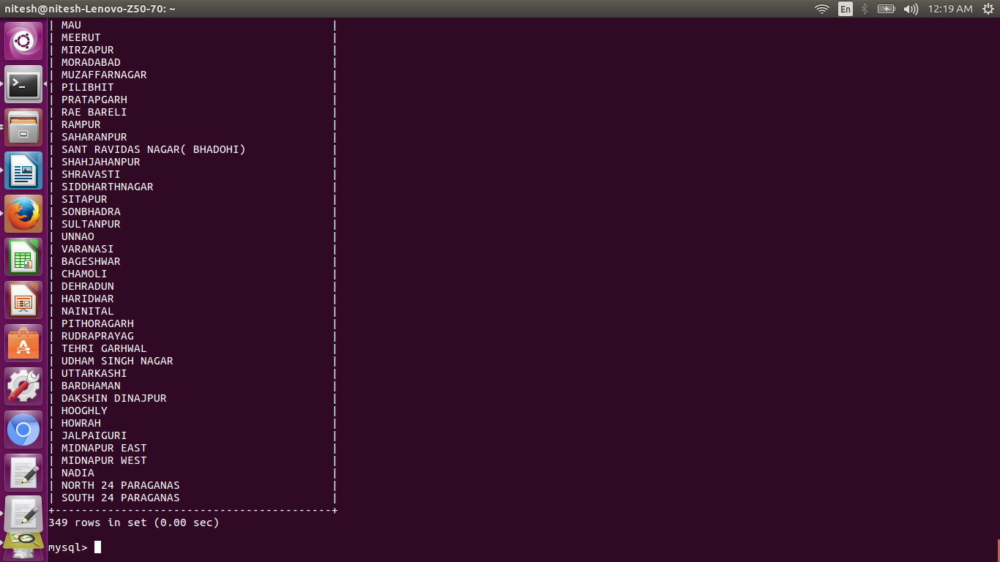 nitesh@nitesh-Lenovo-Z50-70: ~
En
12:19 AM
| MAU |
| MEERUT |
| MIRZAPUR |
| MORADABAD |
| MUZAFFARNAGAR |
| PILIBHIT |
| PRATAPGARH |
| RAE BARELI |
| RAMPUR |
| SAHARANPUR |
| SANT RAVIDAS NAGAR( BHADOHI) |
| SHAHJAHANPUR |
| SHRAVASTI |
| SIDDHARTHNAGAR |
| SITAPUR |
| SONBHADRA |
| SULTANPUR |
| UNNAO |
| VARANASI |
| BAGESHWAR |
| CHAMOLI |
| DEHRADUN |
| HARIDWAR |
| NAINITAL |
| PITHORAGARH |
| RUDRAPRAYAG |
| TEHRI GARHWAL |
| UDHAM SINGH NAGAR |
| UTTARKASHI |
| BARDHAMAN |
| DAKSHIN DINAJPUR |
| HOOGHLY |
| HOWRAH |
| JALPAIGURI |
| MIDNAPUR EAST |
| MIDNAPUR WEST |
| NADIA |
| NORTH 24 PARAGANAS |
| SOUTH 24 PARAGANAS |
+------------------------------------------+
349 rows in set (0.00 sec)
mysql>